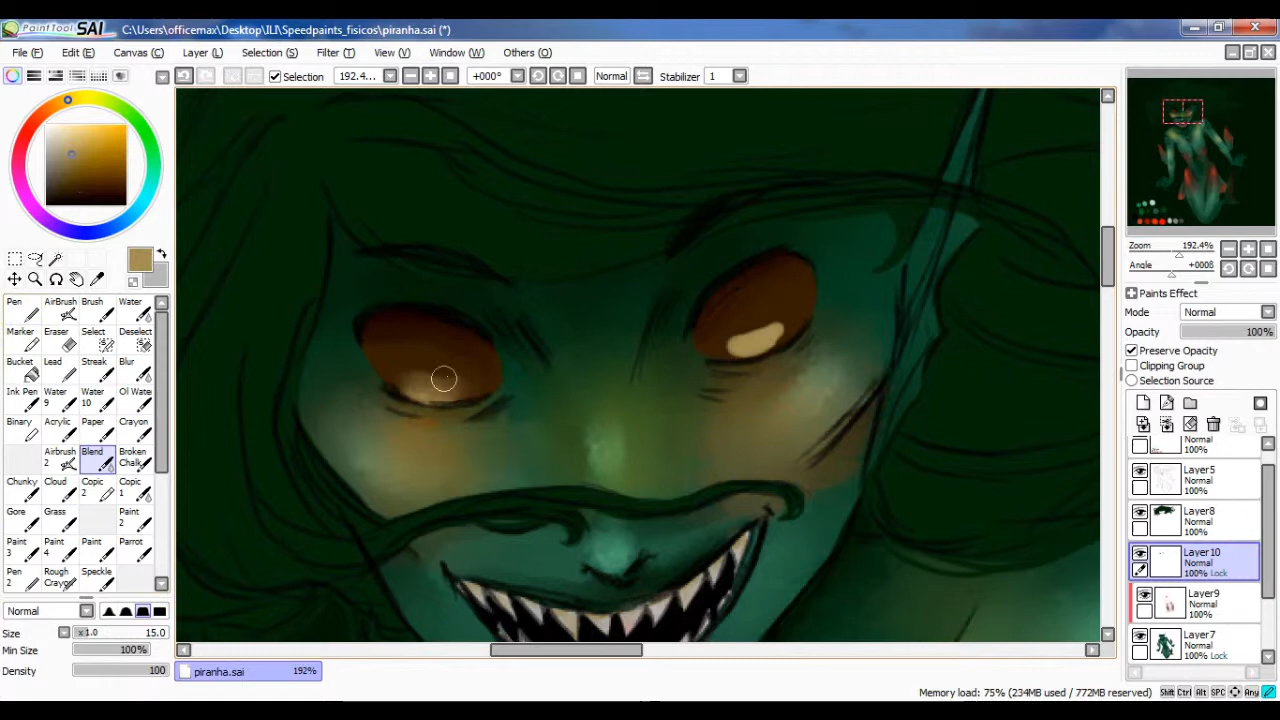 PaintTool SAI C:\Users\officemax\Desktop\ILI\Speedpaints_fisicos\piranha.sai (*)
File (F) Edit (E) Canvas (C) Layer (L) Selection (S) Filter (T) View (V) Window (W) Others (O)
Selection 192.4... +000° Normal Stabilizer 1
Zoom 192.4%
Angle +000δ
Paints Effect
Mode Normal
Opacity 100%
Preserve Opacity
Clipping Group
Selection Source
Pen AirBrush Brush Water
Marker Eraser Select Deselect
Bucket Lead Streak Blur
Ink Pen Water 9 Water 10 Oil Water
Binary Acrylic Paper Crayon
Airbrush 2 Blend Broken Chalk
Chunky Cloud Copic 2 Copic 1
Gore Grass Paint 2
Paint 3 Paint 4 Paint Parrot
Pen 2 Rough Crayon Speckle
Normal
Size x1.0 15.0
Min Size 100%
Density 100
Normal
100%
Layer5
Normal
100%
Layer8
Normal
100%
Layer10
Normal
100% Lock
Layer9
Normal
100%
Layer7
Normal
100% Lock
piranha.sai 192%
Memory load: 75% (234MB used / 772MB reserved) Shift Ctrl Alt SPC Any